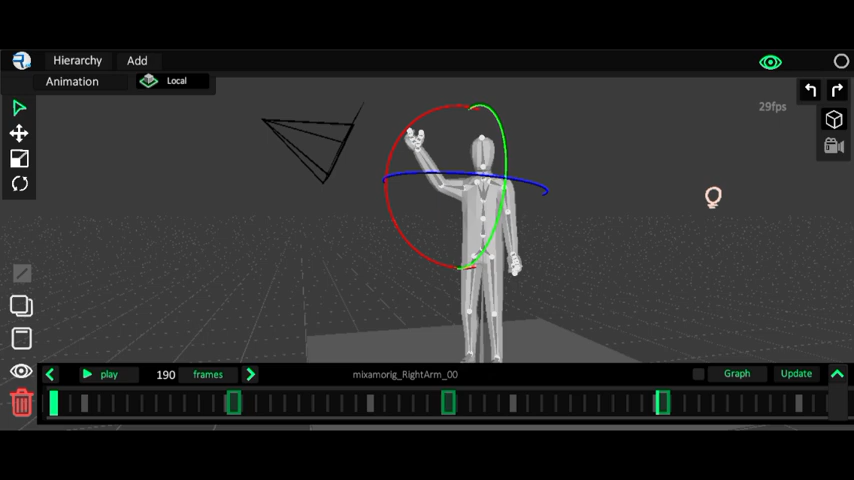 Hierarchy Add
Animation Local
29fps
play 190 frames mixamorig_RightArm_00 Graph Update